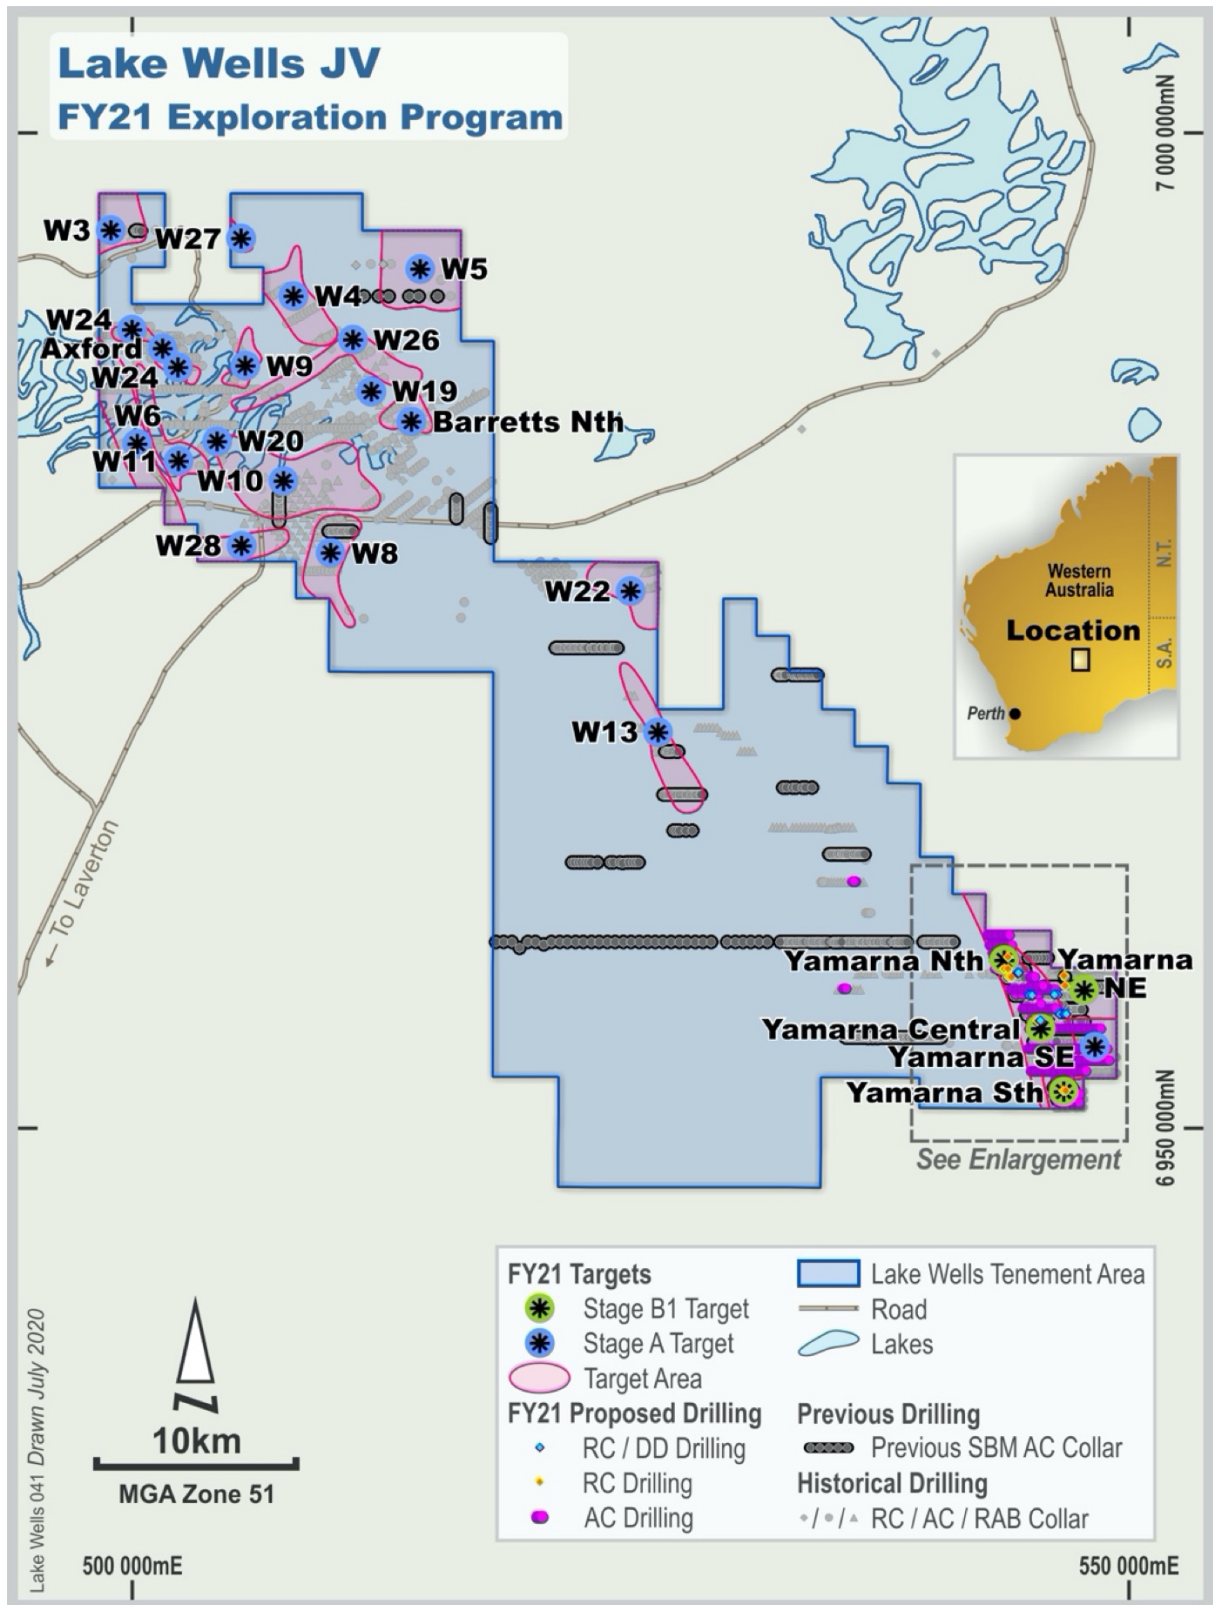 Lake Wells JV
FY21 Exploration Program
7 000 000mN
W3
W27
W5
W4
W24
W26
Axford
W9
W24
W19
W6
Barretts Nth
W20
W11
W10
W28
W8
W22
W13
Western
Australia
Location
Perth
N.T.
S.A.
← To Laverton
Yamarna Nth
Yamarna
NE
Yamarna Central
Yamarna SE
Yamarna Sth
See Enlargement
6 950 000mN
FY21 Targets
Stage B1 Target
Stage A Target
Target Area
FY21 Proposed Drilling
RC / DD Drilling
RC Drilling
AC Drilling
Lake Wells Tenement Area
Road
Lakes
Previous Drilling
Previous SBM AC Collar
Historical Drilling
/ / RC / AC / RAB Collar
N
10km
MGA Zone 51
Lake Wells 041 Drawn July 2020
500 000mE
550 000mE